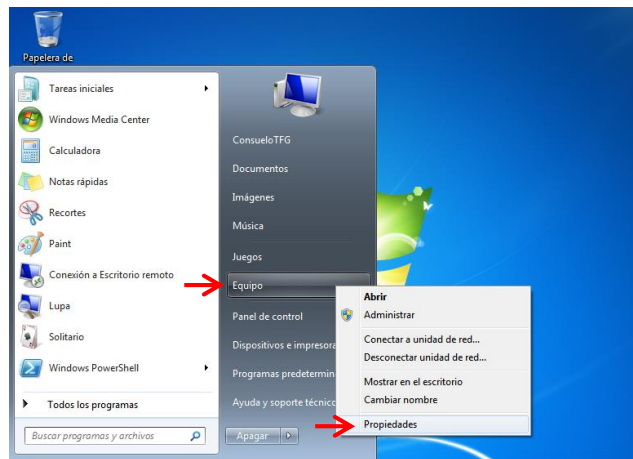 Papelera de
Tareas iniciales
Windows Media Center
Calculadora
Notas rápidas
Recortes
Paint
Conexión a Escritorio remoto
Lupa
Solitario
Windows PowerShell
Todos los programas
Buscar programas y archivos
ConsueloTFG
Documentos
Imágenes
Música
Juegos
Equipo
Panel de control
Dispositivos e impresora
Programas predetermin
Ayuda y soporte técnico
Apagar
Abrir
Administrar
Conectar a unidad de red...
Desconectar unidad de red...
Mostrar en el escritorio
Cambiar nombre
Propiedades